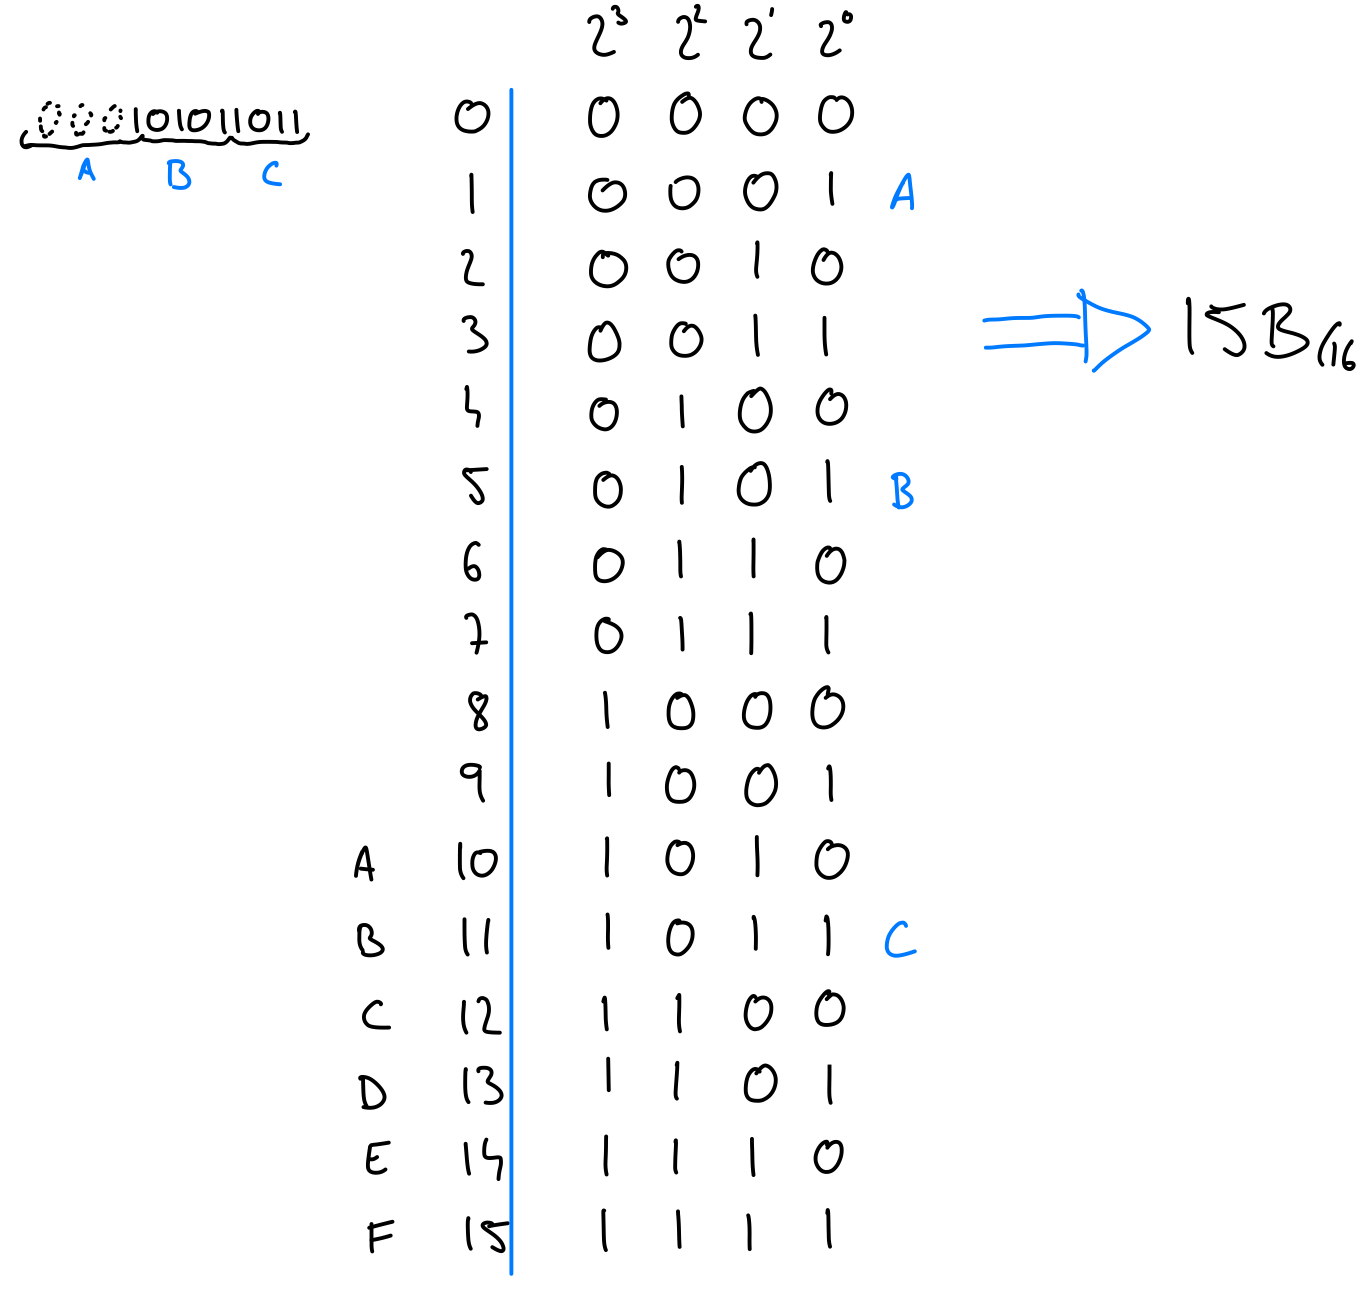 2³ 2² 2¹ 2⁰
000101011011 0 0 0 0 0
A B C 1 0 0 0 1 A
2 0 0 1 0
3 0 0 1 1 15B(16
4 0 1 0 0
5 0 1 0 1 B
6 0 1 1 0
7 0 1 1 1
8 1 0 0 0
9 1 0 0 1
A 10 1 0 1 0
B 11 1 0 1 1 C
C 12 1 1 0 0
D 13 1 1 0 1
E 14 1 1 1 0
F 15 1 1 1 1